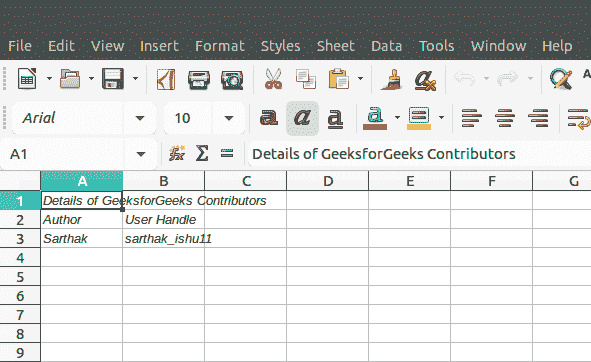 File Edit View Insert Format Styles Sheet Data Tools Window Help
Arial 10 a a a a
A1 fx Σ = Details of GeeksforGeeks Contributors
A B C D E F G
1 Details of GeeksforGeeks Contributors
2 Author User Handle
3 Sarthak sarthak_ishu11
4
5
6
7
8
9